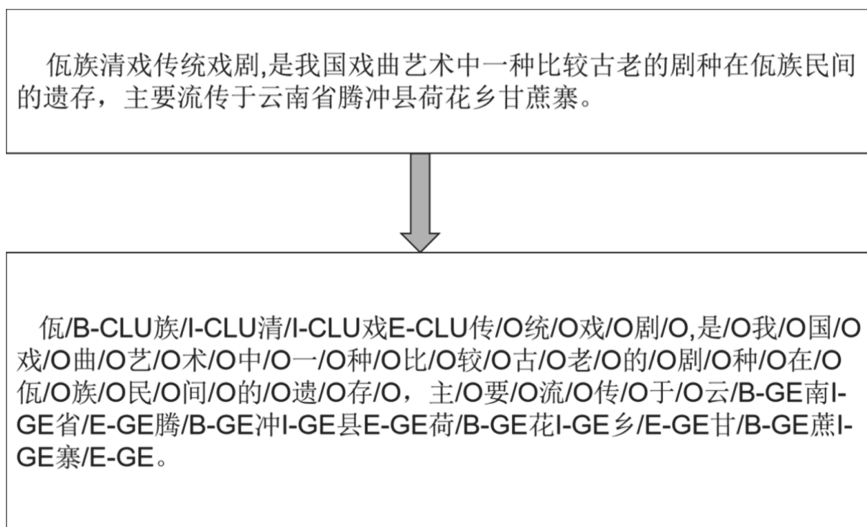 佤族清戏传统戏剧,是我国戏曲艺术中一种比较古老的剧种在佤族民间
的遗存，主要流传于云南省腾冲县荷花乡甘蔗寨。
佤/B-CLU族/I-CLU清/I-CLU戏E-CLU传/O统/O戏/O剧/O,是/O我/O国/O
戏/O曲/O艺/O术/O中/O一/O种/O比/O较/O古/O老/O的/O剧/O种/O在/O
佤/O族/O民/O间/O的/O遗/O存/O，主/O要/O流/O传/O于/O云/B-GE南I-
GE省/E-GE腾/B-GE冲I-GE县E-GE荷/B-GE花I-GE乡/E-GE甘/B-GE蔗I-
GE寨/E-GE。